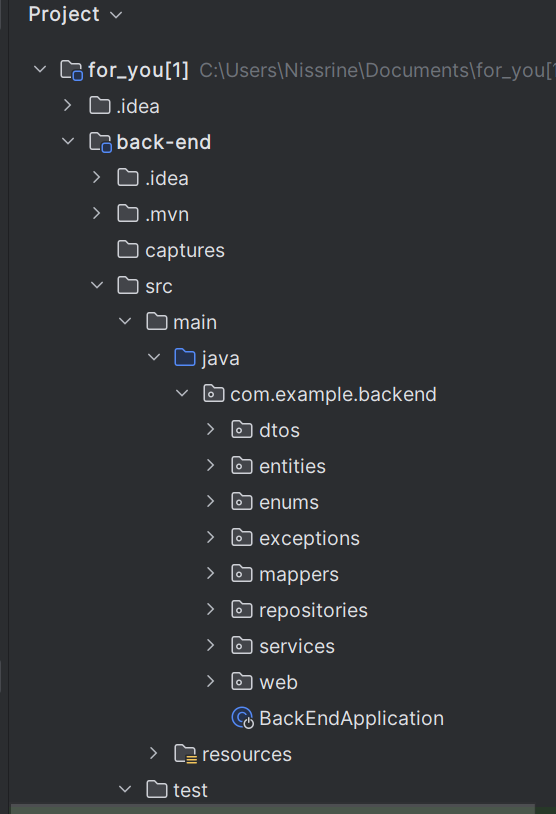 Project
for_you[1] C:\Users\Nissrine\Documents\for_you[
.idea
back-end
.idea
.mvn
captures
src
main
java
com.example.backend
dtos
entities
enums
exceptions
mappers
repositories
services
web
BackEndApplication
resources
test